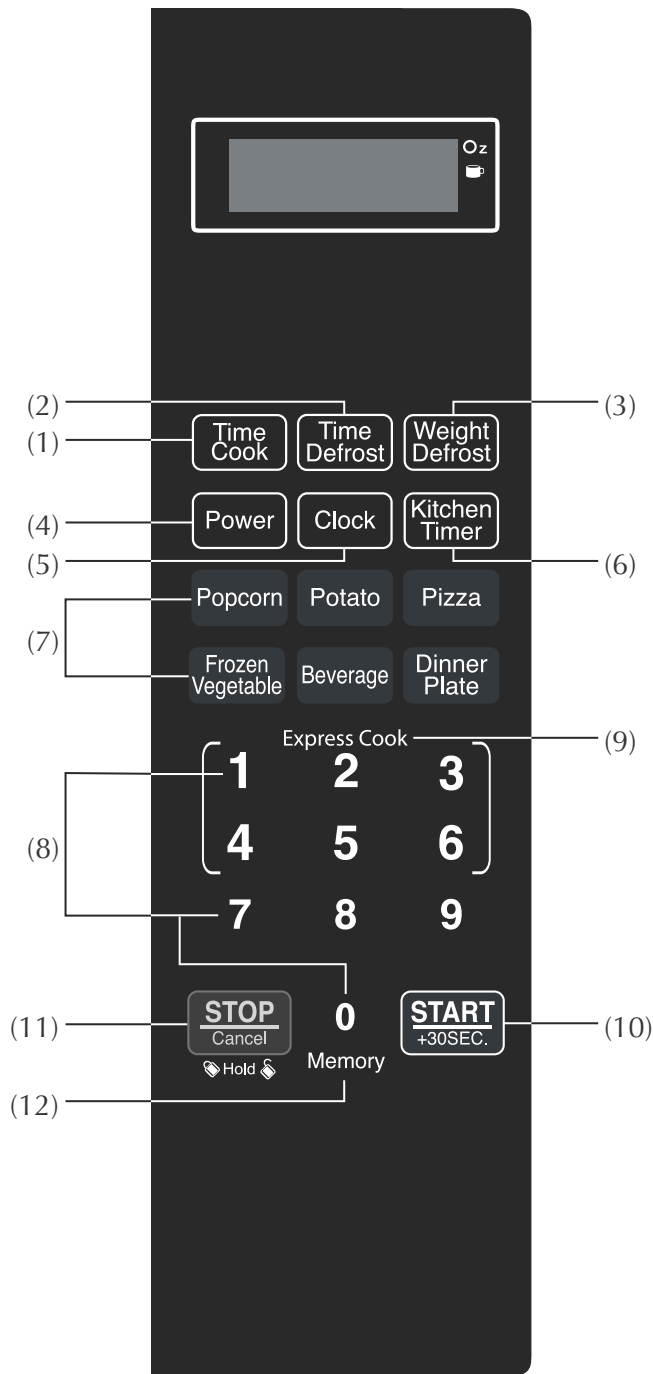 Oz
(2)
(3)
(1)
Time
Cook
Time
Defrost
Weight
Defrost
(4)
Power
Clock
Kitchen
Timer
(5)
(6)
Popcorn
Potato
Pizza
(7)
Frozen
Vegetable
Beverage
Dinner
Plate
Express Cook
(9)
1 2 3
(8)
4 5 6
7 8 9
(11)
STOP
Cancel
0
START
+30SEC.
(10)
Hold
Memory
(12)